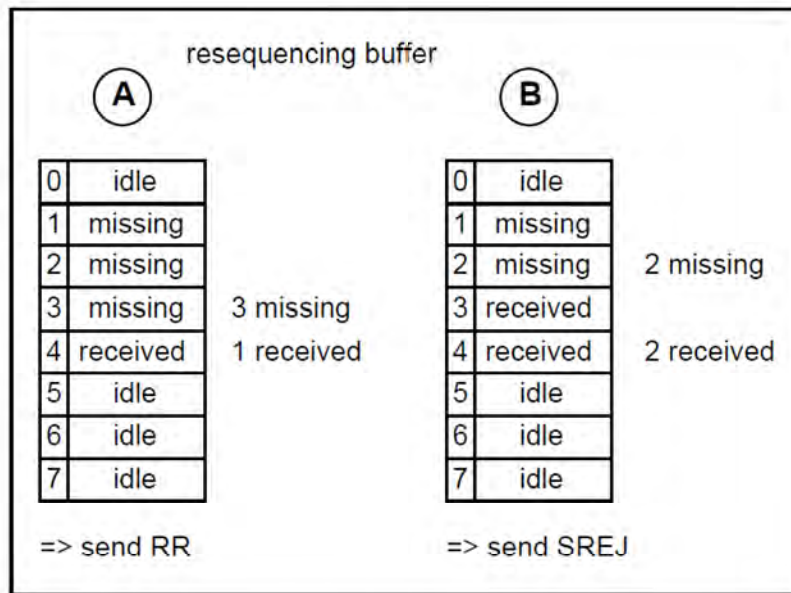 resequencing buffer
A
B
0 idle
1 missing
2 missing
3 missing 3 missing
4 received 1 received
5 idle
6 idle
7 idle
=> send RR
0 idle
1 missing
2 missing 2 missing
3 received
4 received 2 received
5 idle
6 idle
7 idle
=> send SREJ